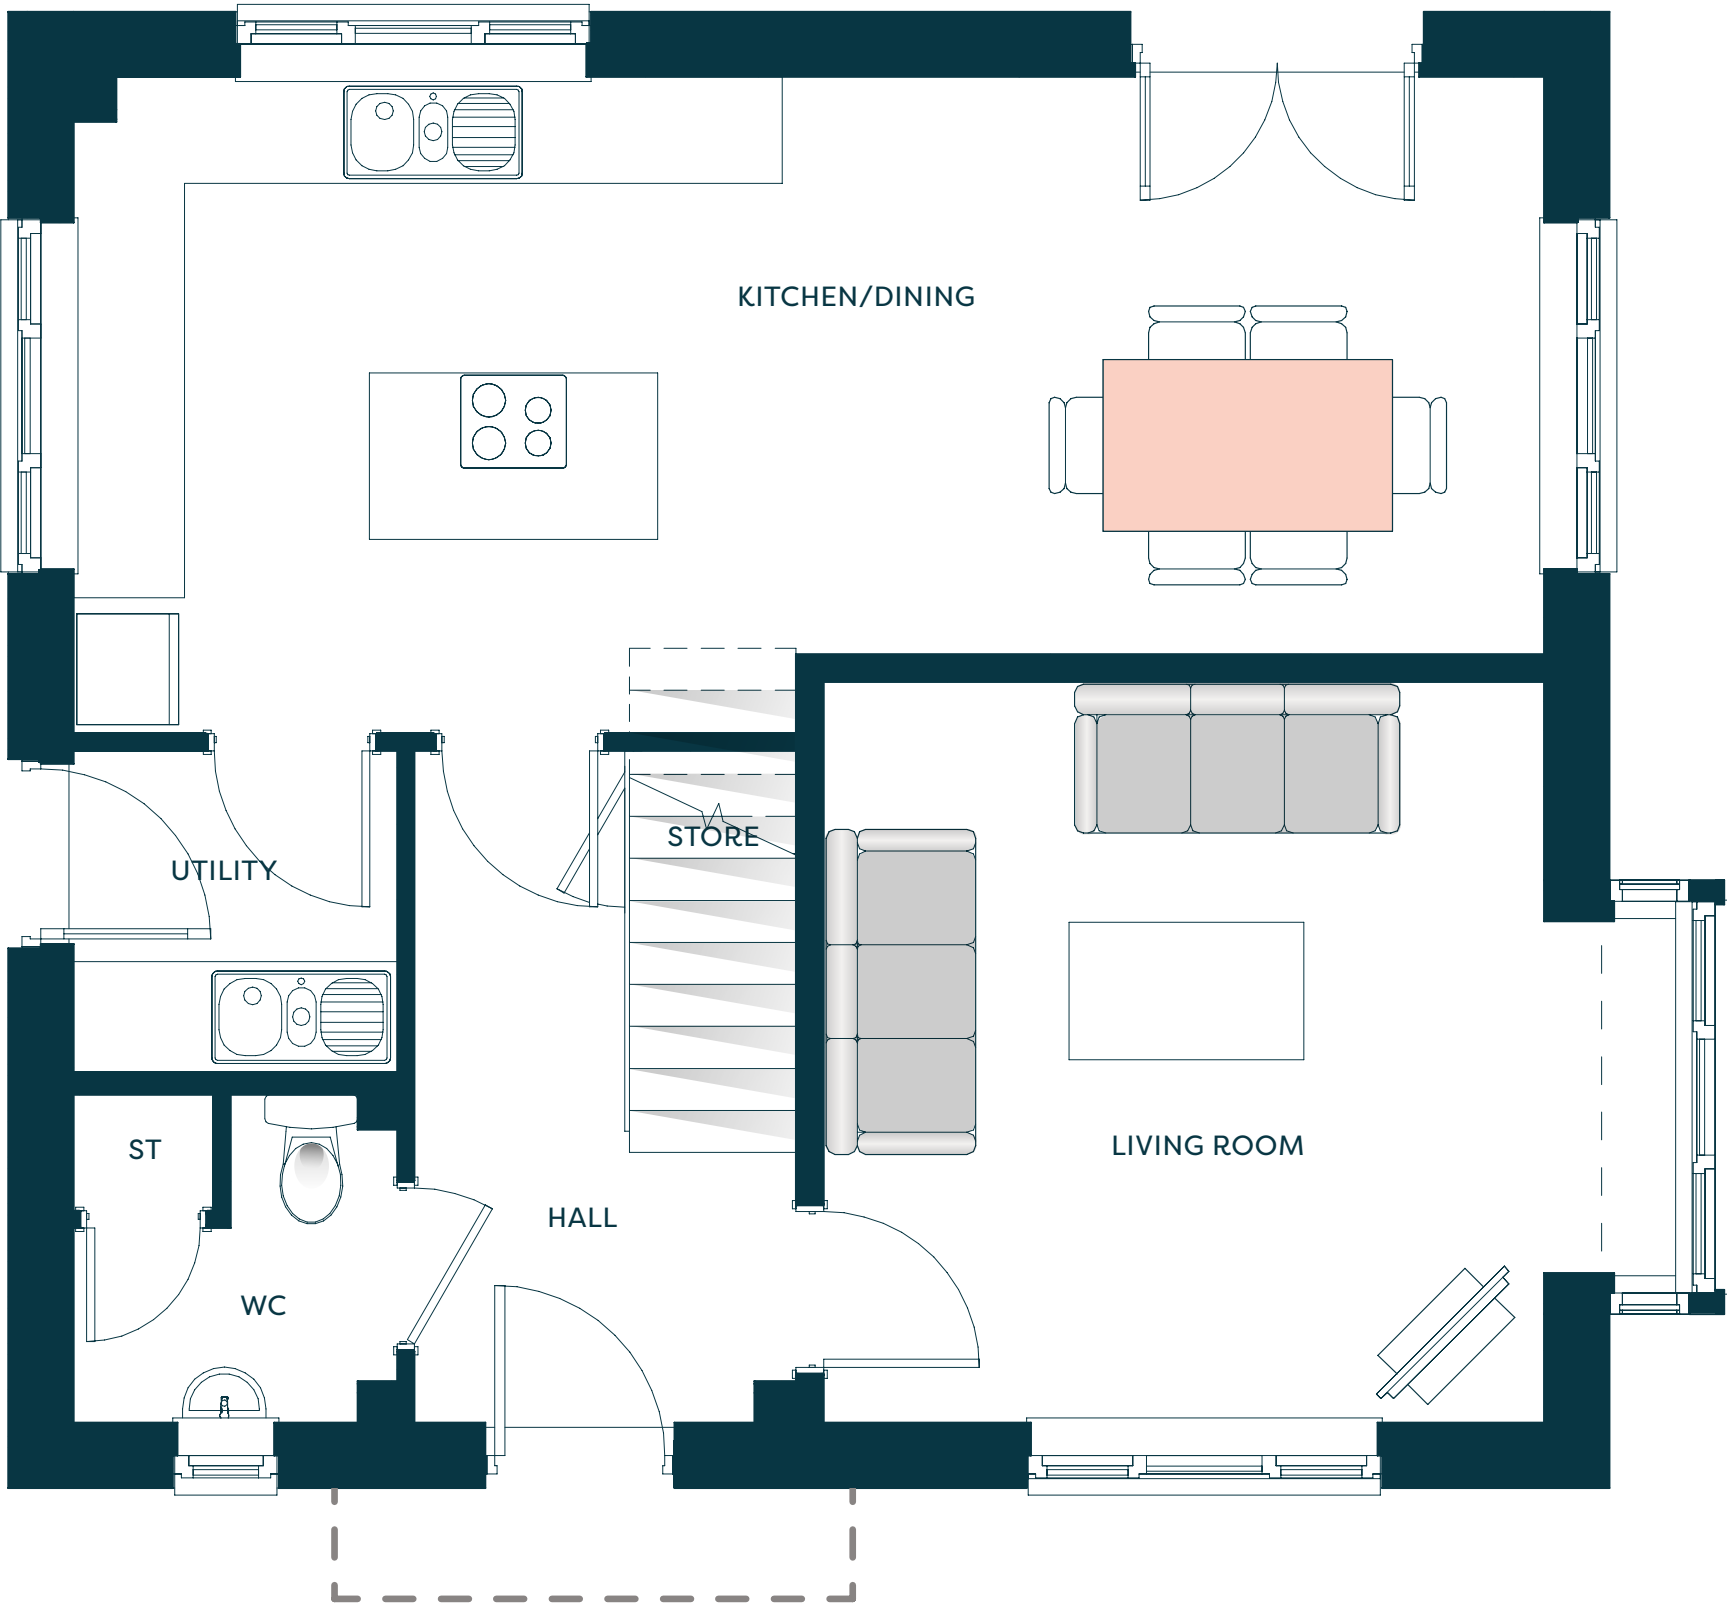 KITCHEN/DINING
STORE
UTILITY
LIVING ROOM
ST
HALL
WC